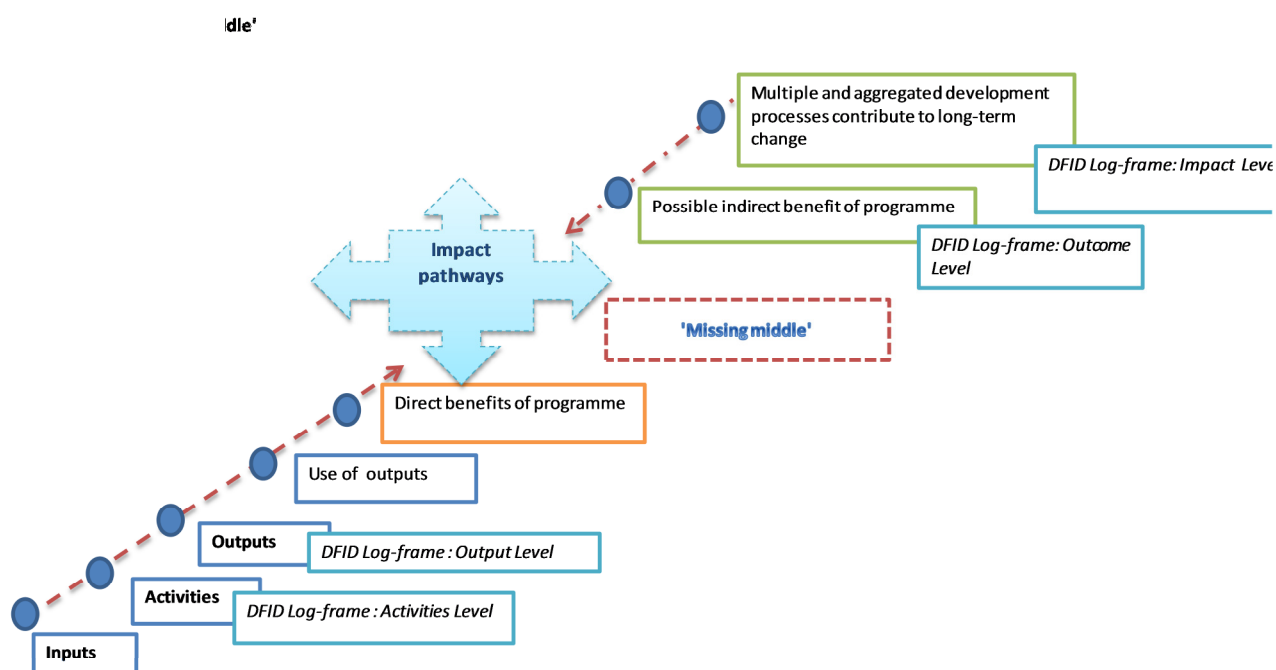 ddle'
Multiple and aggregated development
processes contribute to long-term
change
DFID Log-frame: Impact Leve
Possible indirect benefit of programme
DFID Log-frame: Outcome
Level
Impact
pathways
'Missing middle'
Direct benefits of programme
Use of outputs
Outputs
DFID Log-frame : Output Level
Activities
DFID Log-frame : Activities Level
Inputs